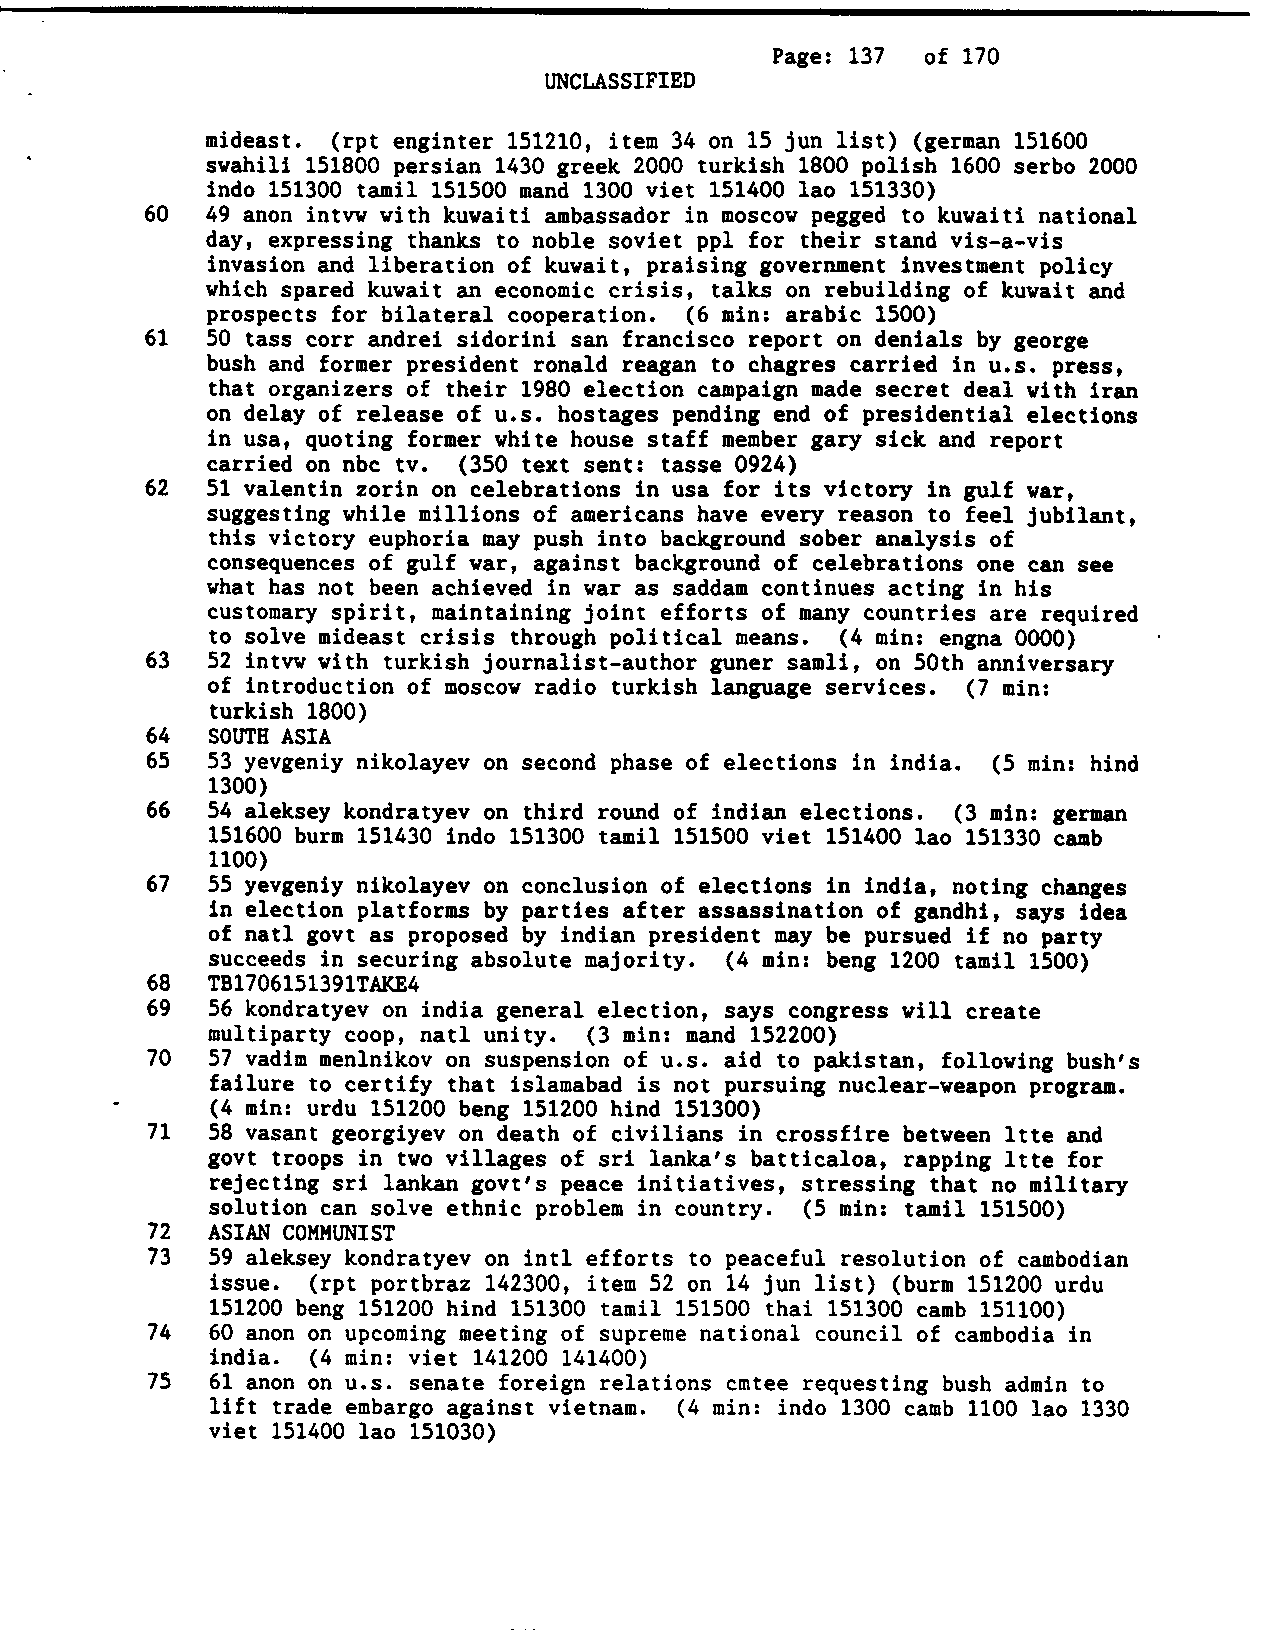 Page: 137 of 170
UNCLASSIFIED
mideast. (rpt enginter 151210, item 34 on 15 jun list) (german 151600
swahili 151800 persian 1430 greek 2000 turkish 1800 polish 1600 serbo 2000
indo 151300 tamil 151500 mand 1300 viet 151400 lao 151330)
60 49 anon intvw with kuwaiti ambassador in moscow pegged to kuwaiti national
day, expressing thanks to noble soviet ppl for their stand vis-a-vis
invasion and liberation of kuwait, praising government investment policy
which spared kuwait an economic crisis, talks on rebuilding of kuwait and
prospects for bilateral cooperation. (6 min: arabic 1500)
61 50 tass corr andrei sidorini san francisco report on denials by george
bush and former president ronald reagan to chagres carried in u.s. press,
that organizers of their 1980 election campaign made secret deal with iran
on delay of release of u.s. hostages pending end of presidential elections
in usa, quoting former white house staff member gary sick and report
carried on nbc tv. (350 text sent: tasse 0924)
62 51 valentin zorin on celebrations in usa for its victory in gulf war,
suggesting while millions of americans have every reason to feel jubilant,
this victory euphoria may push into background sober analysis of
consequences of gulf war, against background of celebrations one can see
what has not been achieved in war as saddam continues acting in his
customary spirit, maintaining joint efforts of many countries are required
to solve mideast crisis through political means. (4 min: engna 0000)
63 52 intvw with turkish journalist-author guner samli, on 50th anniversary
of introduction of moscow radio turkish language services. (7 min:
turkish 1800)
64 SOUTH ASIA
65 53 yevgeniy nikolayev on second phase of elections in india. (5 min: hind
1300)
66 54 aleksey kondratyev on third round of indian elections. (3 min: german
151600 burm 151430 indo 151300 tamil 151500 viet 151400 lao 151330 camb
1100)
67 55 yevgeniy nikolayev on conclusion of elections in india, noting changes
in election platforms by parties after assassination of gandhi, says idea
of natl govt as proposed by indian president may be pursued if no party
succeeds in securing absolute majority. (4 min: beng 1200 tamil 1500)
68 TB1706151391TAKE4
69 56 kondratyev on india general election, says congress will create
multiparty coop, natl unity. (3 min: mand 152200)
70 57 vadim menlnikov on suspension of u.s. aid to pakistan, following bush's
failure to certify that islamabad is not pursuing nuclear-weapon program.
(4 min: urdu 151200 beng 151200 hind 151300)
71 58 vasant georgiyev on death of civilians in crossfire between ltte and
govt troops in two villages of sri lanka's batticaloa, rapping ltte for
rejecting sri lankan govt's peace initiatives, stressing that no military
solution can solve ethnic problem in country. (5 min: tamil 151500)
72 ASIAN COMMUNIST
73 59 aleksey kondratyev on intl efforts to peaceful resolution of cambodian
issue. (rpt portbraz 142300, item 52 on 14 jun list) (burm 151200 urdu
151200 beng 151200 hind 151300 tamil 151500 thai 151300 camb 151100)
74 60 anon on upcoming meeting of supreme national council of cambodia in
india. (4 min: viet 141200 141400)
75 61 anon on u.s. senate foreign relations cmtee requesting bush admin to
lift trade embargo against vietnam. (4 min: indo 1300 camb 1100 lao 1330
viet 151400 lao 151030)